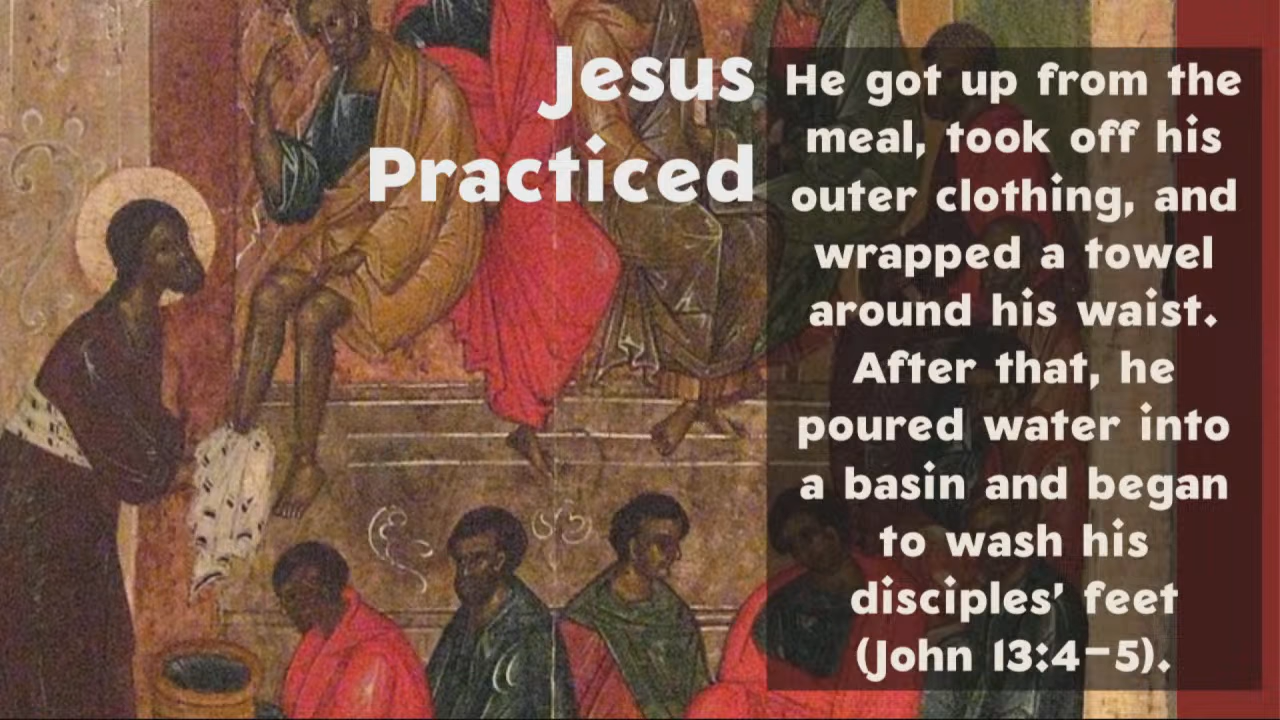 Jesus
Practiced
He got up from the
meal, took off his
outer clothing, and
wrapped a towel
around his waist.
After that, he
poured water into
a basin and began
to wash his
disciples’ feet
(John 13:4–5).